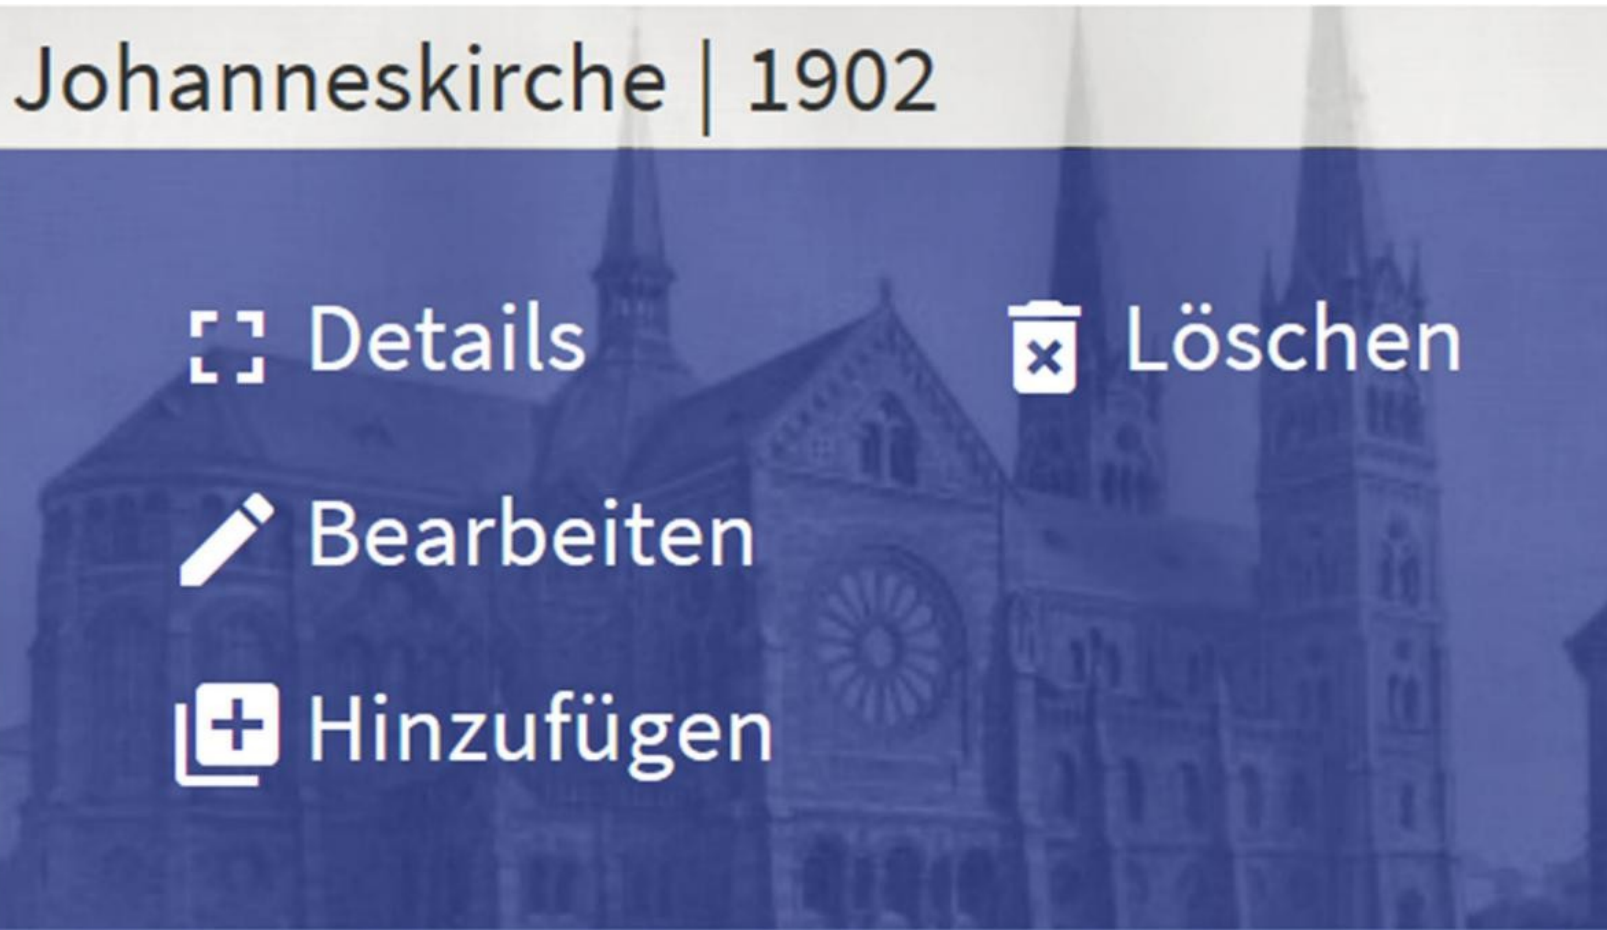 Johanneskirche | 1902
Details
Löschen
Bearbeiten
Hinzufügen